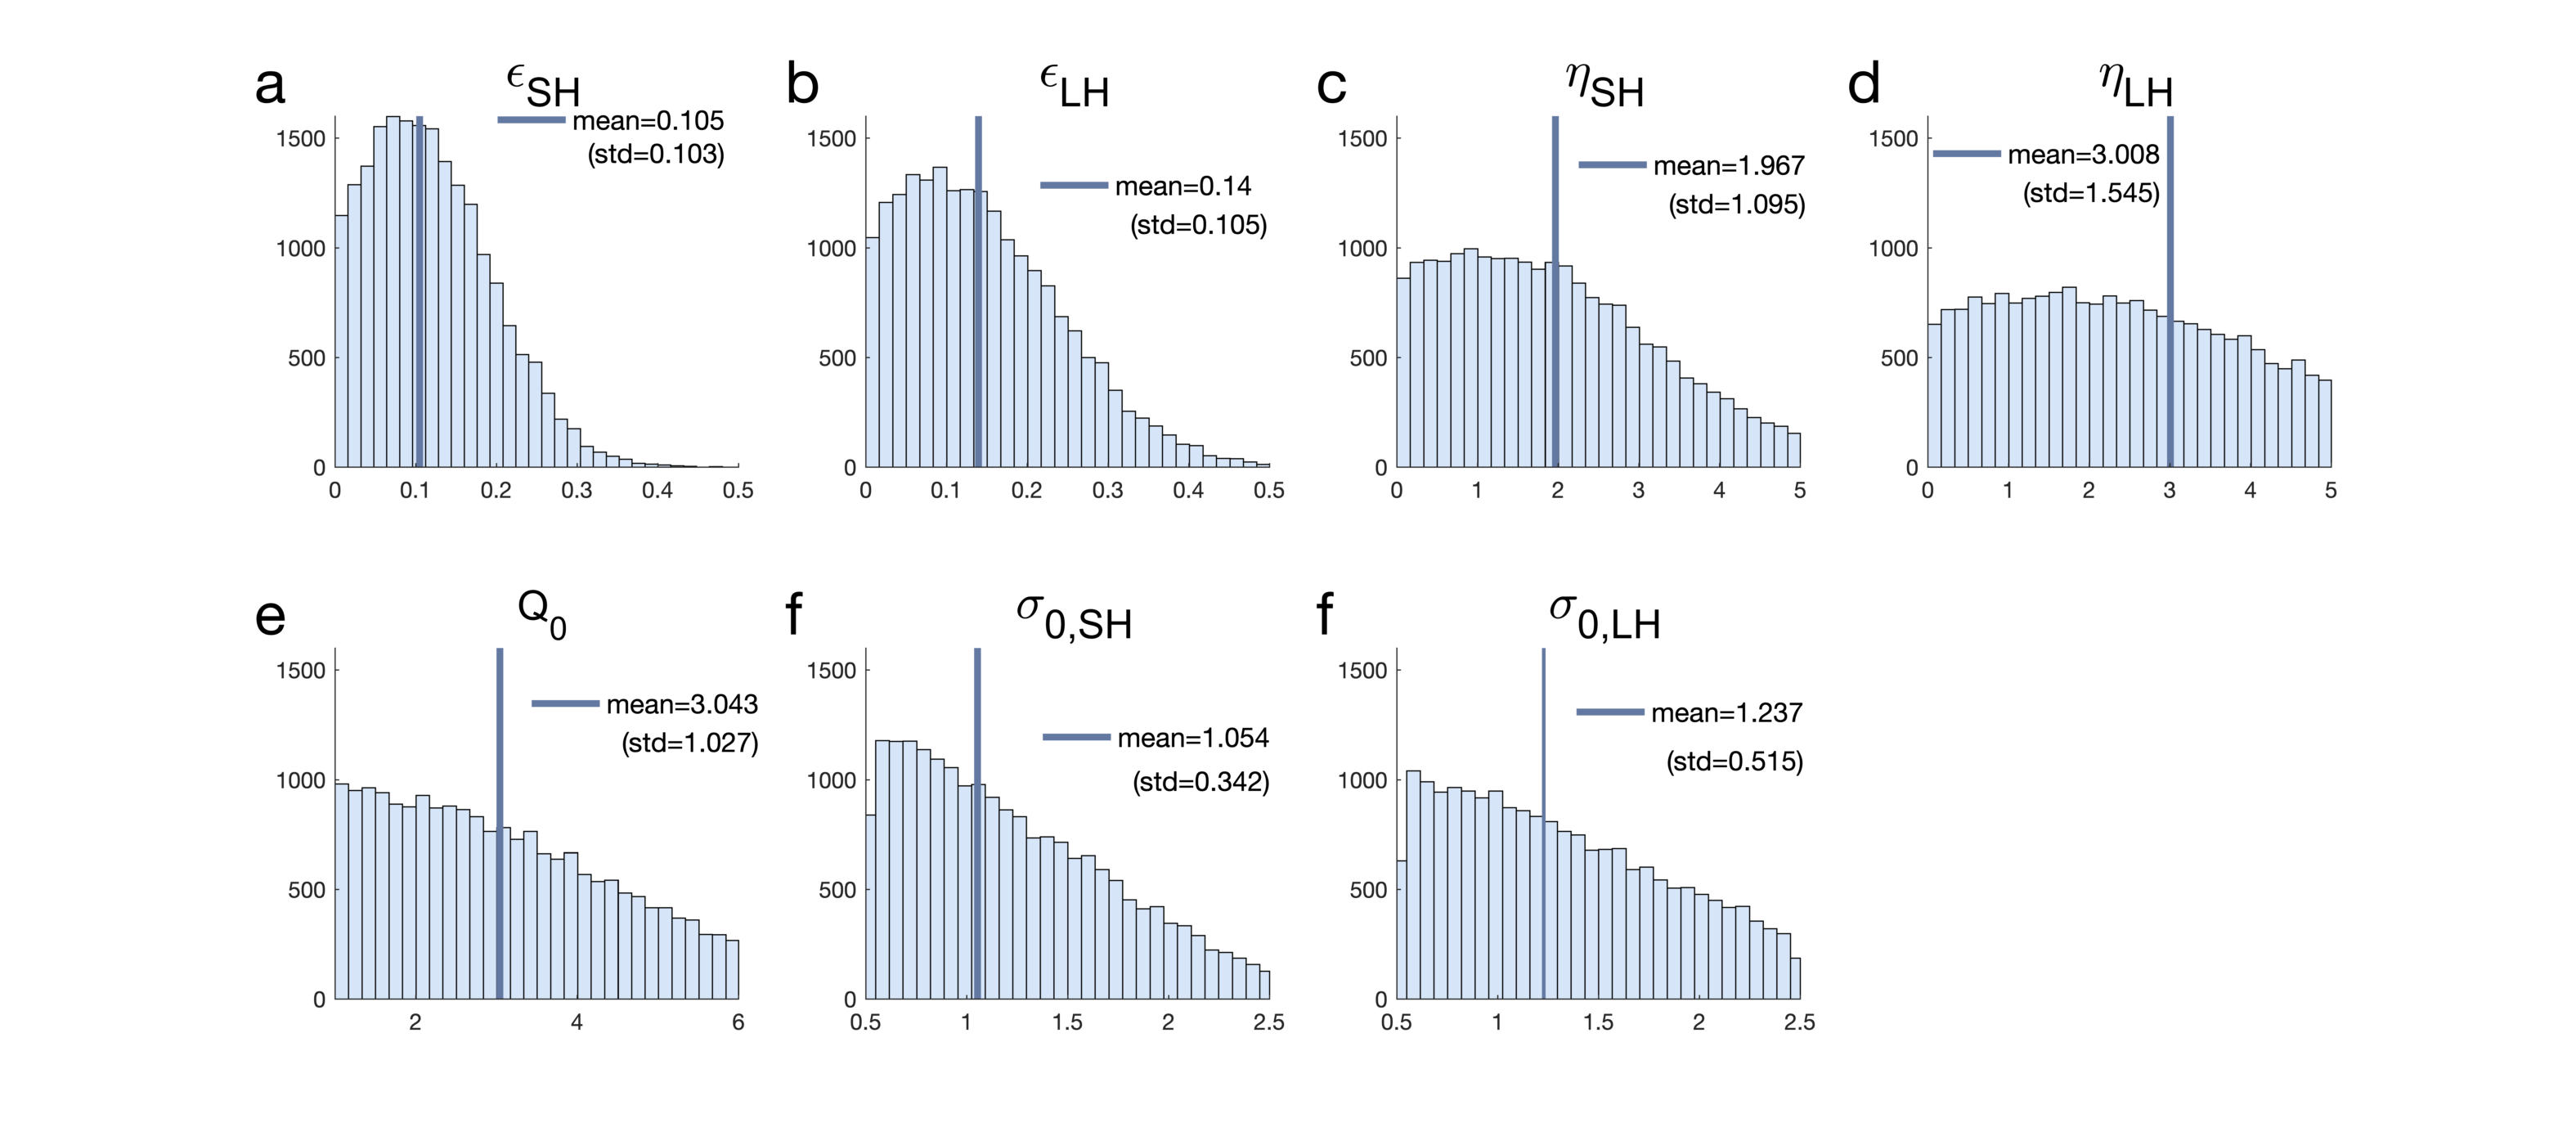 a
ϵSH
mean=0.105
(std=0.103)
1500
1000
500
0
0 0.1 0.2 0.3 0.4 0.5
b
ϵLH
mean=0.14
(std=0.105)
1500
1000
500
0
0 0.1 0.2 0.3 0.4 0.5
c
ηSH
mean=1.967
(std=1.095)
1500
1000
500
0
0 1 2 3 4 5
d
ηLH
mean=3.008
(std=1.545)
1500
1000
500
0
0 1 2 3 4 5
e
Q0
mean=3.043
(std=1.027)
1500
1000
500
0
2 4 6
f
σ0,SH
mean=1.054
(std=0.342)
1500
1000
500
0
0.5 1 1.5 2 2.5
f
σ0,LH
mean=1.237
(std=0.515)
1500
1000
500
0
0.5 1 1.5 2 2.5